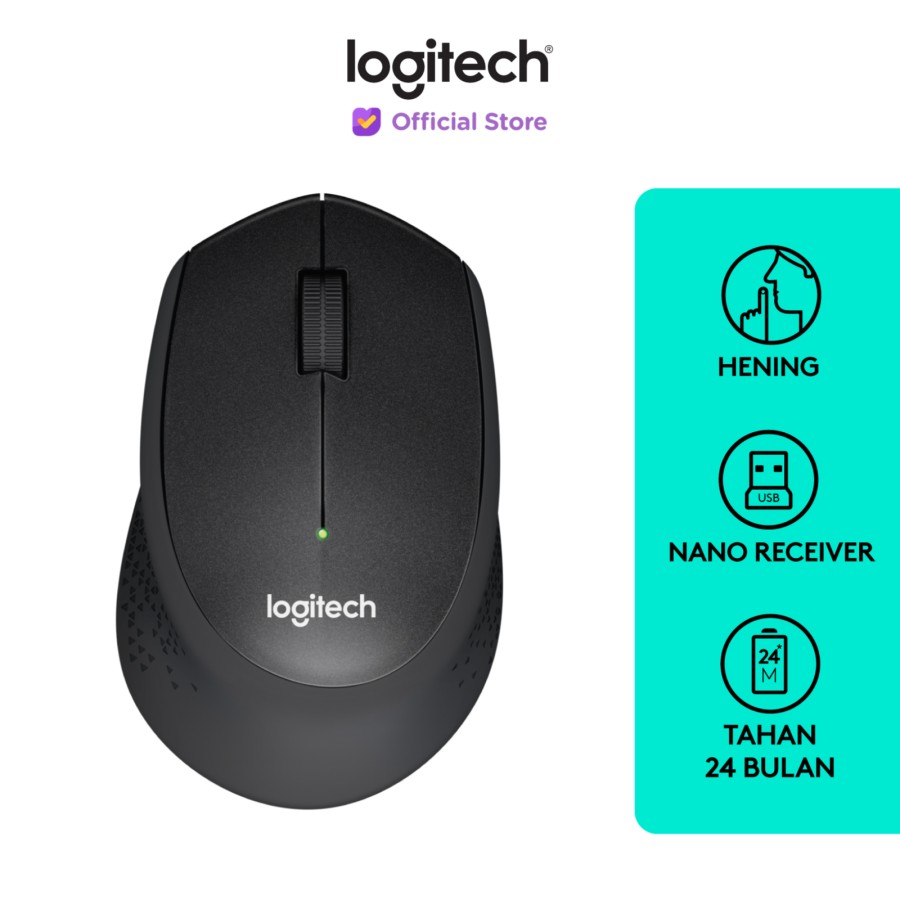 logitech®
Official Store
logitech
HENING
USB
NANO RECEIVER
24*
M
TAHAN
24 BULAN